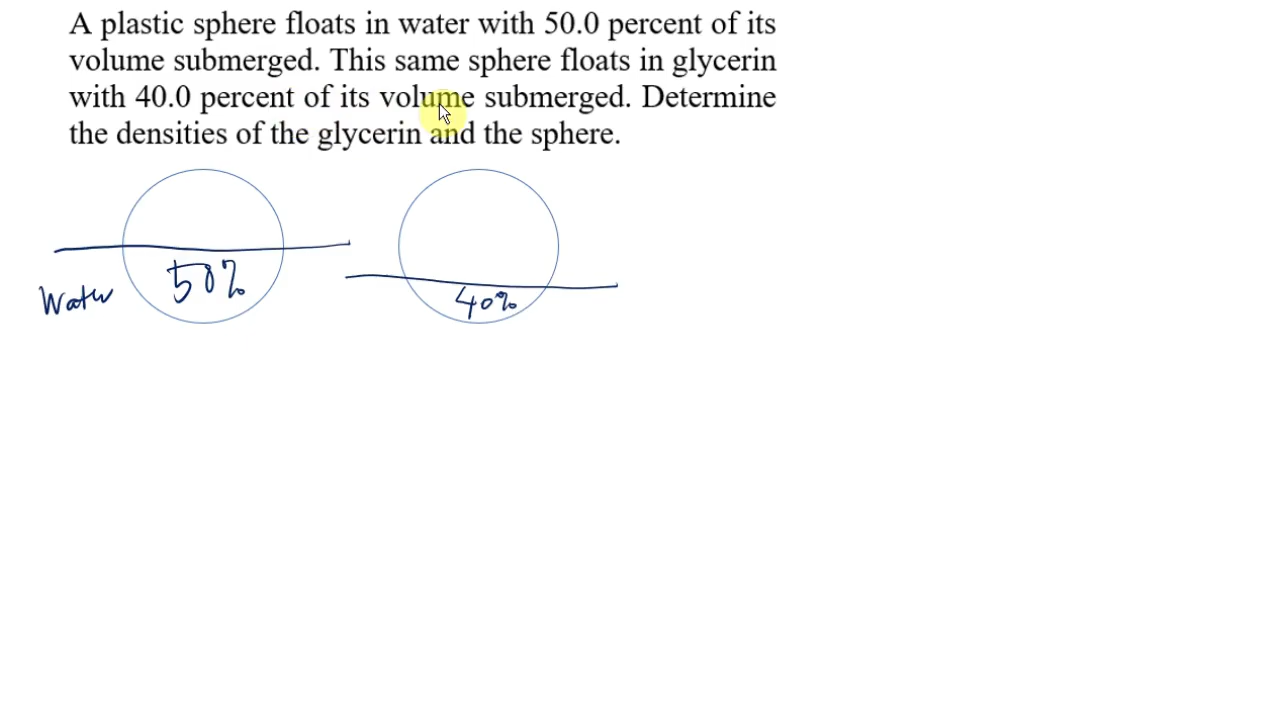 A plastic sphere floats in water with 50.0 percent of its
volume submerged. This same sphere floats in glycerin
with 40.0 percent of its volume submerged. Determine
the densities of the glycerin and the sphere.
50%
Water
40%